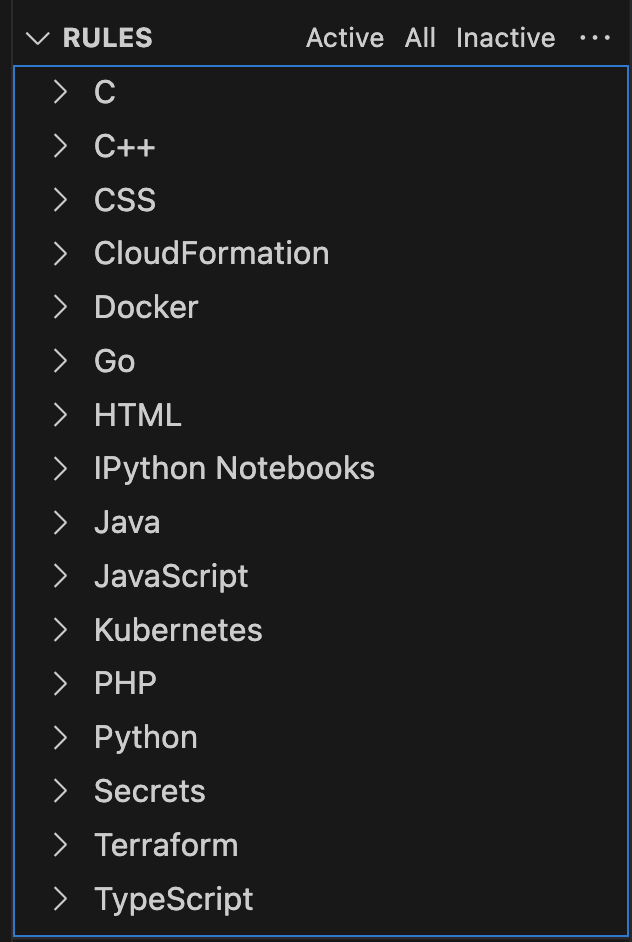 RULES Active All Inactive ...
C
C++
CSS
CloudFormation
Docker
Go
HTML
IPython Notebooks
Java
JavaScript
Kubernetes
PHP
Python
Secrets
Terraform
TypeScript